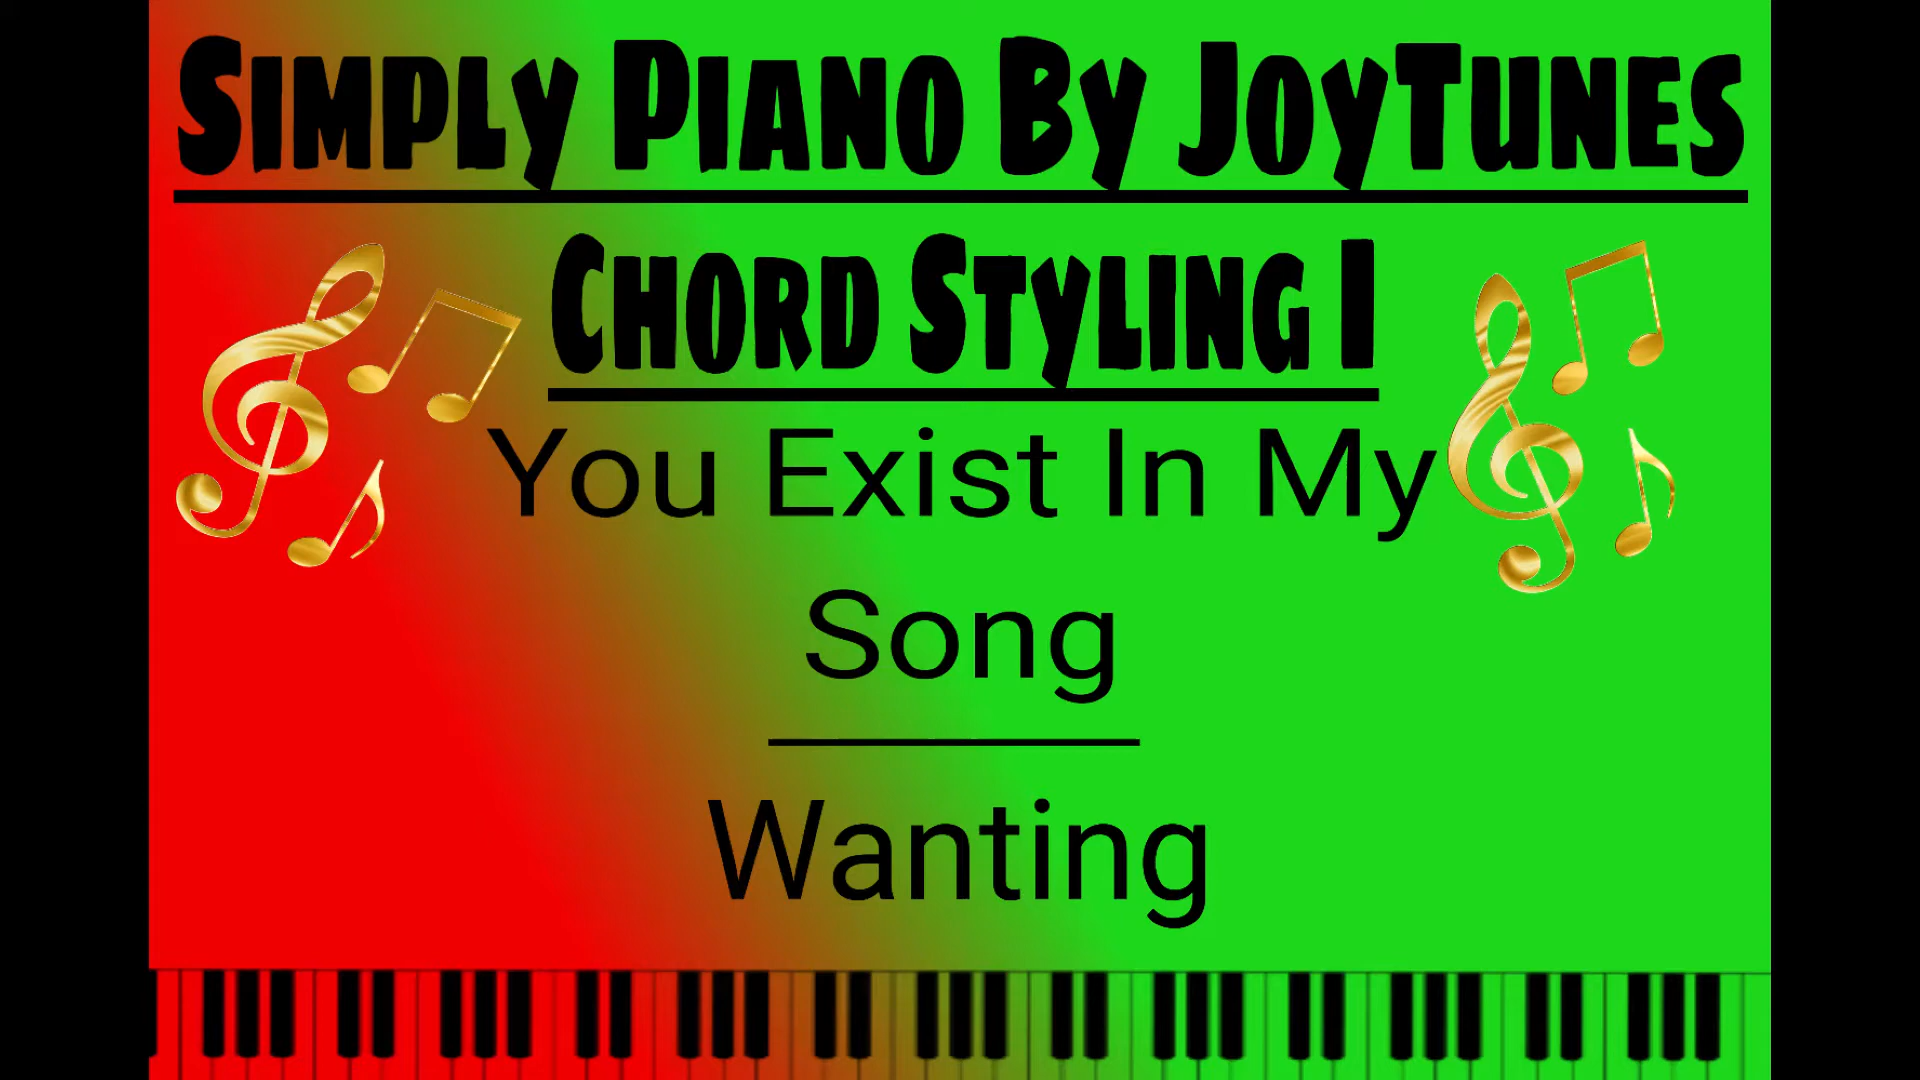 Simply Piano By JoyTunes
Chord Styling I
You Exist In My
Song
Wanting